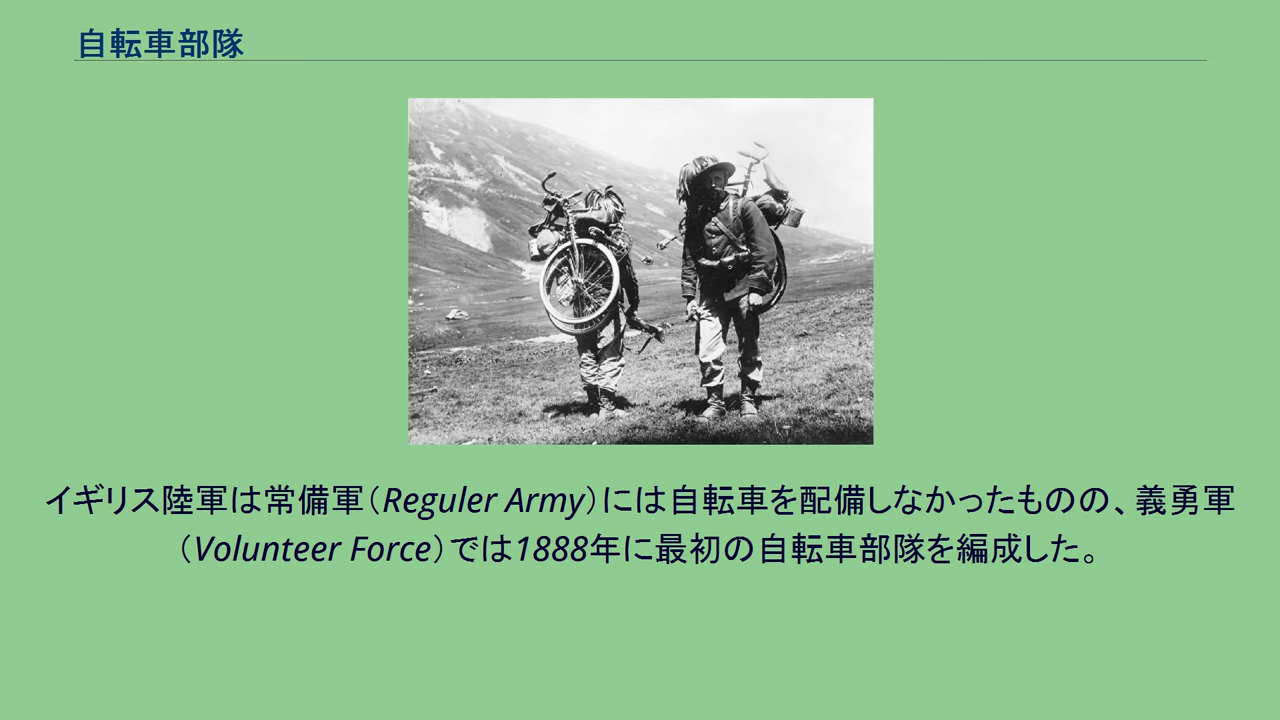 自転車部隊
イギリス陸軍は常備軍（Reguler Army）には自転車を配備しなかったものの、義勇軍
（Volunteer Force）では1888年に最初の自転車部隊を編成した。